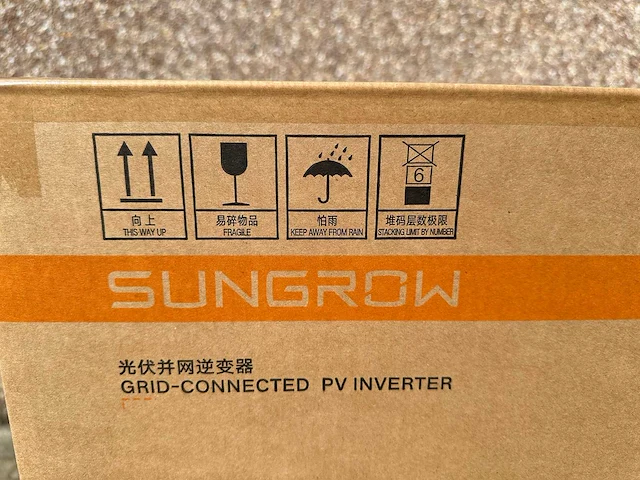 6
向上
THIS WAY UP
易碎物品
FRAGILE
怕雨
KEEP AWAY FROM RAIN
堆码层数极限
STACKING LIMIT BY NUMBER
SUNGROW
光伏并网逆变器
GRID-CONNECTED PV INVERTER